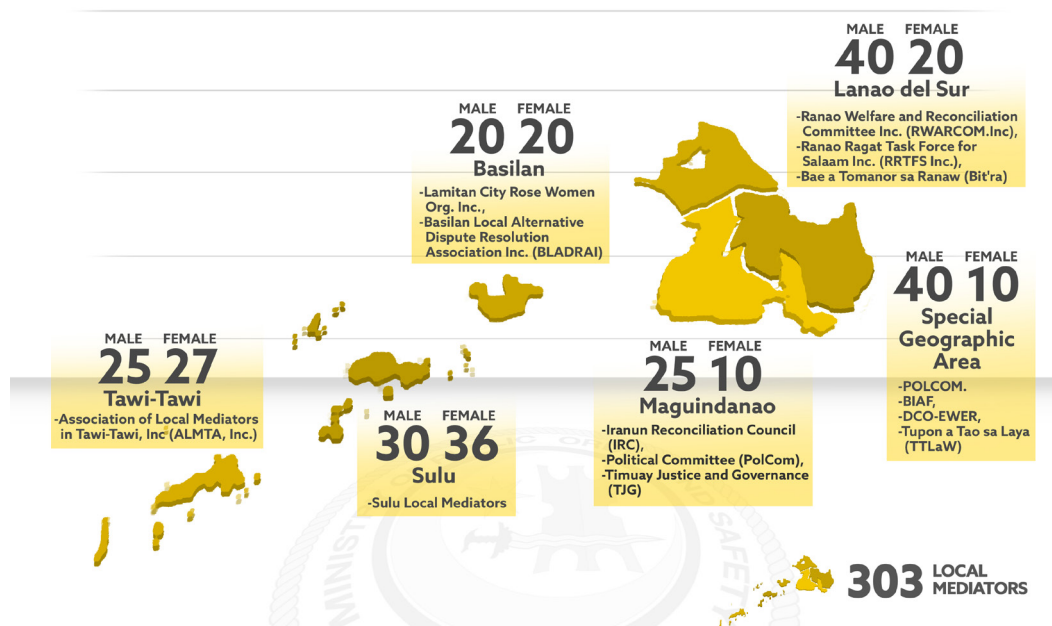 MALE FEMALE
40 20
Lanao del Sur
-Ranao Welfare and Reconciliation
Committee Inc. (RWARCOM.Inc),
-Ranao Ragat Task Force for
Salaam Inc. (RRTFS Inc.),
-Bae a Tomanor sa Ranaw (Bit'ra)
MALE FEMALE
20 20
Basilan
-Lamitan City Rose Women
Org. Inc.,
-Basilan Local Alternative
Dispute Resolution
Association Inc. (BLADRAI)
MALE FEMALE
40 10
Special
Geographic
Area
-POLCOM.
-BIAF,
-DCO-EWER,
-Tupon a Tao sa Laya
(TTLaW)
MALE FEMALE
25 27
Tawi-Tawi
-Association of Local Mediators
in Tawi-Tawi, Inc (ALMTA, Inc.)
MALE FEMALE
25 10
Maguindanao
-Iranun Reconciliation Council
(IRC),
-Political Committee (PolCom),
-Timuay Justice and Governance
(TJG)
MALE FEMALE
30 36
Sulu
-Sulu Local Mediators
303 LOCAL
MEDIATORS
SAFETY